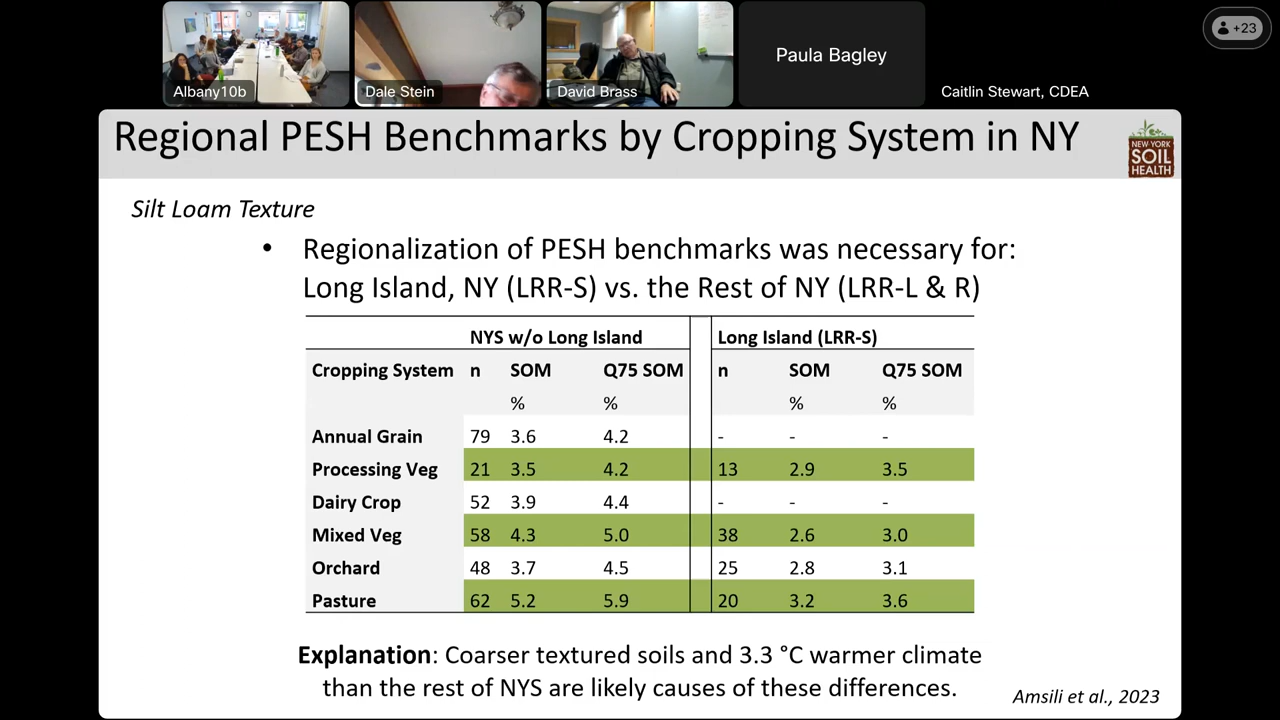 +23
Albany10b
Dale Stein
David Brass
Paula Bagley
Caitlin Stewart, CDEA
Regional PESH Benchmarks by Cropping System in NY
NEW YORK
SOIL
HEALTH
Silt Loam Texture
• Regionalization of PESH benchmarks was necessary for:
Long Island, NY (LRR-S) vs. the Rest of NY (LRR-L & R)
NYS w/o Long Island Long Island (LRR-S)
Cropping System n SOM Q75 SOM n SOM Q75 SOM
% % % %
Annual Grain 79 3.6 4.2 - - -
Processing Veg 21 3.5 4.2 13 2.9 3.5
Dairy Crop 52 3.9 4.4 - - -
Mixed Veg 58 4.3 5.0 38 2.6 3.0
Orchard 48 3.7 4.5 25 2.8 3.1
Pasture 62 5.2 5.9 20 3.2 3.6
Explanation: Coarser textured soils and 3.3 °C warmer climate
than the rest of NYS are likely causes of these differences.
Amsili et al., 2023